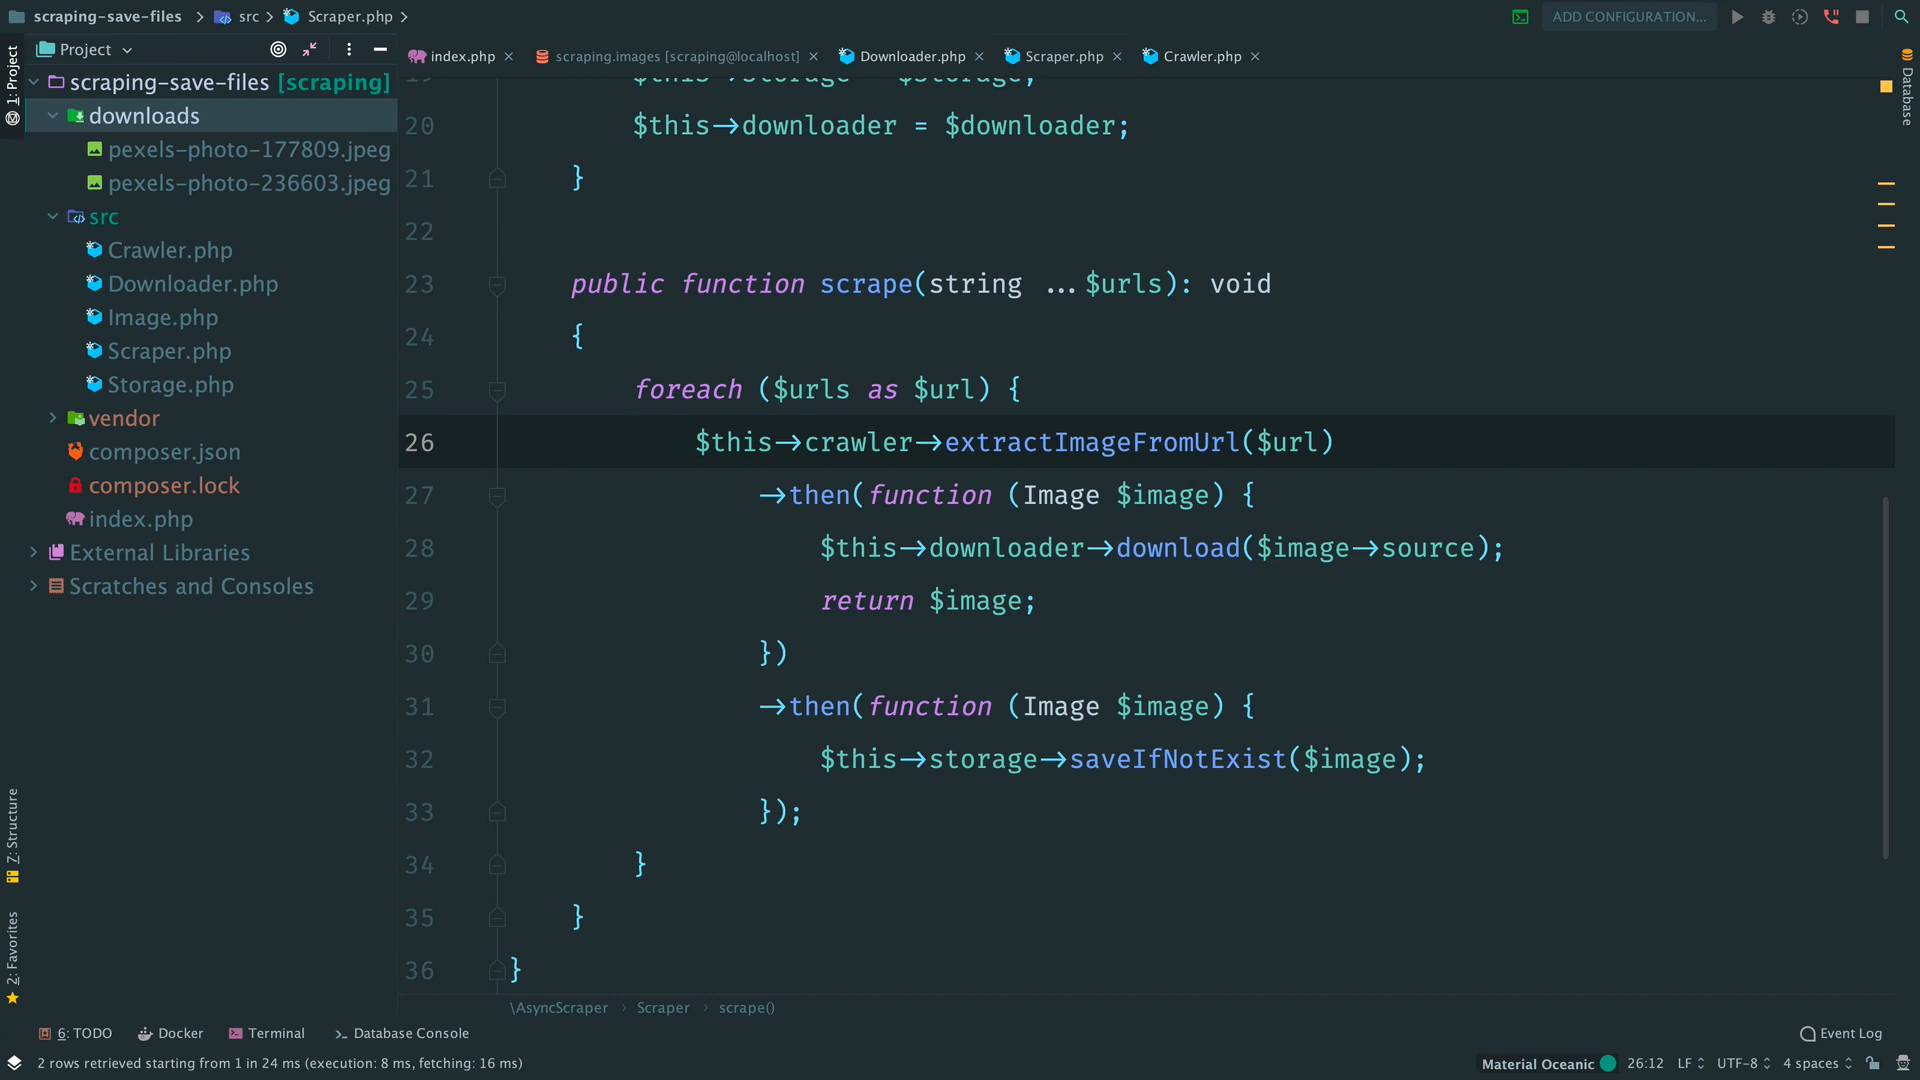 scraping-save-files > src > Scraper.php >
ADD CONFIGURATION...
Project
index.php
scraping.images [scraping@localhost]
Downloader.php
Scraper.php
Crawler.php
1: Project
Database
scraping-save-files [scraping]
downloads
pexels-photo-177809.jpeg
pexels-photo-236603.jpeg
src
Crawler.php
Downloader.php
Image.php
Scraper.php
Storage.php
vendor
composer.json
composer.lock
index.php
External Libraries
Scratches and Consoles
7: Structure
2: Favorites
19 $this→storage = $storage;
20 $this→downloader = $downloader;
21 }
22
23 public function scrape(string ...$urls): void
24 {
25 foreach ($urls as $url) {
26 $this→crawler→extractImageFromUrl($url)
27 →then(function (Image $image) {
28 $this→downloader→download($image→source);
29 return $image;
30 })
31 →then(function (Image $image) {
32 $this→storage→saveIfNotExist($image);
33 });
34 }
35 }
36 }
\AsyncScraper > Scraper > scrape()
6: TODO
Docker
Terminal
Database Console
Event Log
2 rows retrieved starting from 1 in 24 ms (execution: 8 ms, fetching: 16 ms)
Material Oceanic
26:12
LF
UTF-8
4 spaces